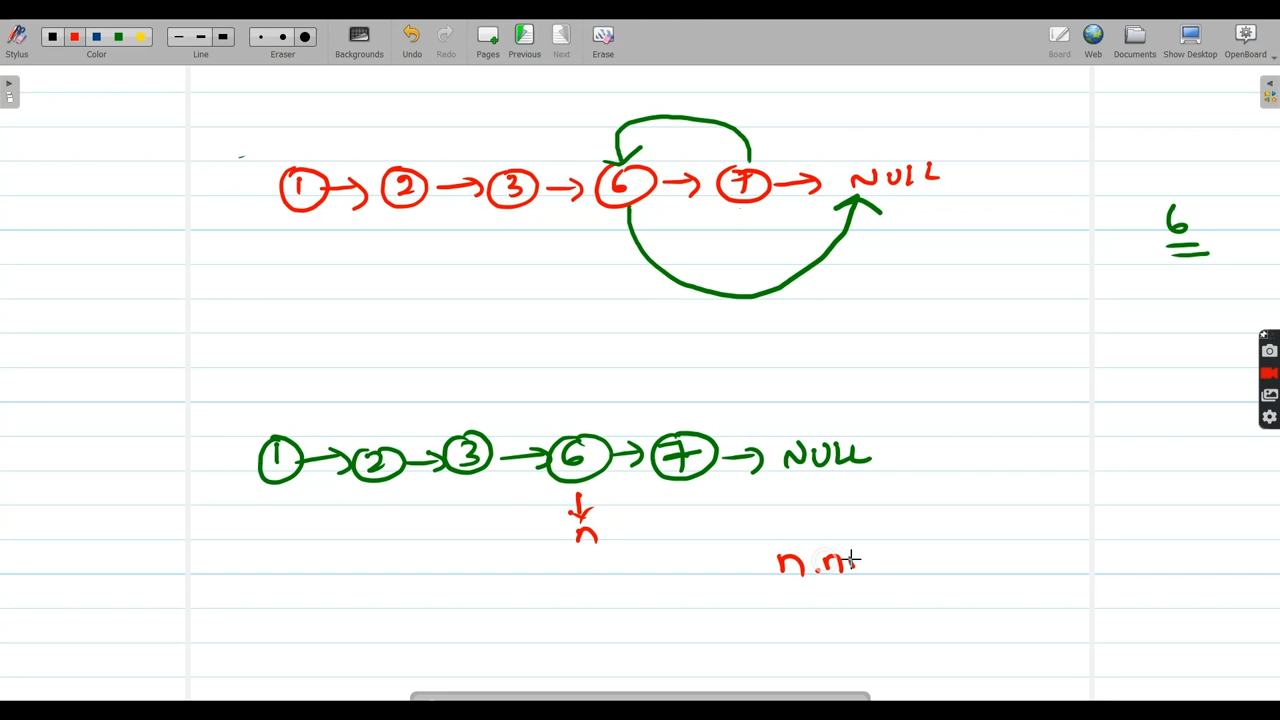 Stylus Color Line Eraser Backgrounds Undo Redo Pages Previous Next Erase Board Web Documents Show Desktop OpenBoard
1 → 2 → 3 → 6 → 7 → NULL
6
1 → 2 → 3 → 6 → 7 → NULL
n
n.n